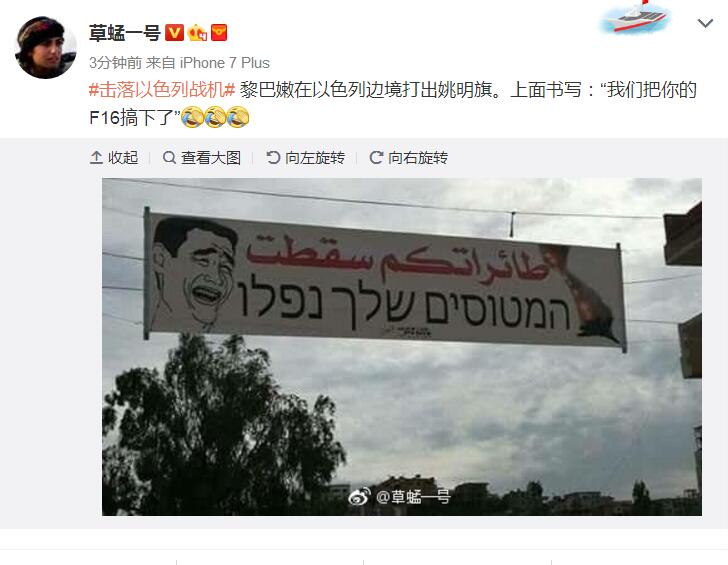 草蜢一号
3分钟前 来自 iPhone 7 Plus
#击落以色列战机# 黎巴嫩在以色列边境打出姚明旗。上面书写：“我们把你的
F16搞下了”
收起 查看大图 向左旋转 向右旋转
طائراتكم سقطت
המטוסים שלך נפלו
@草蜢一号